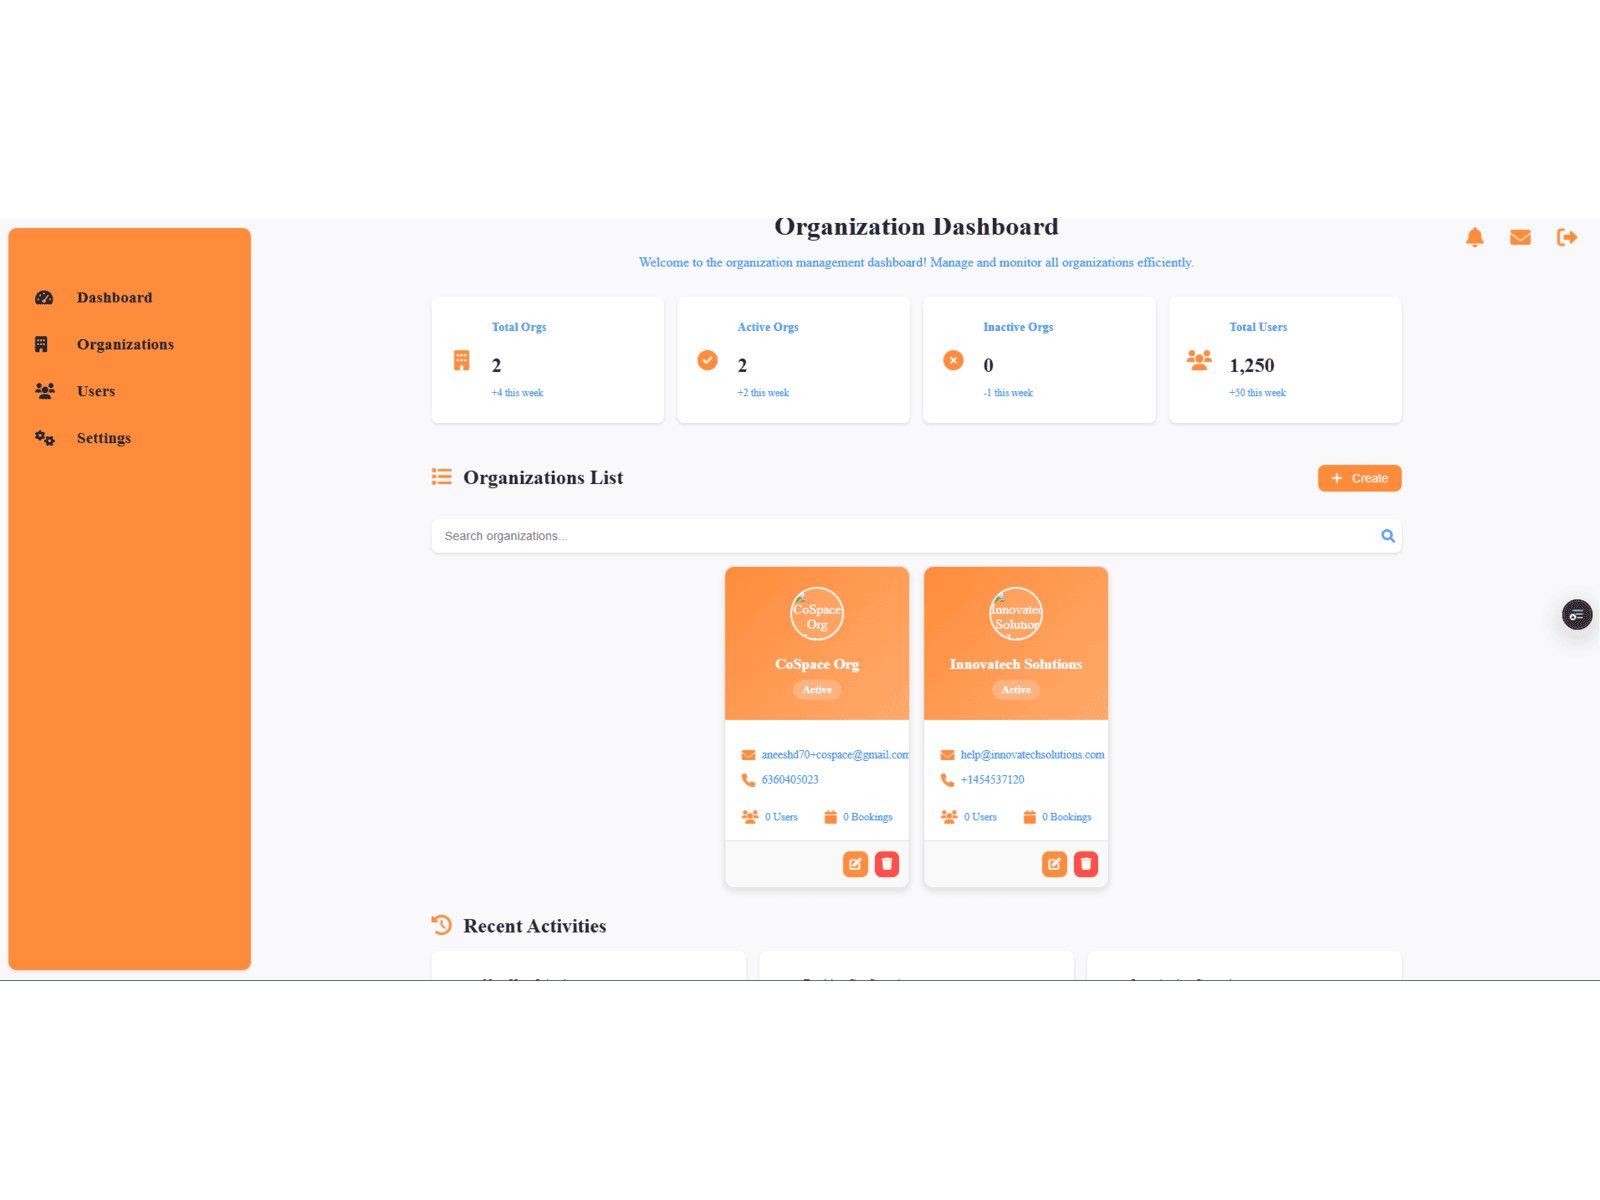 Organization Dashboard
Welcome to the organization management dashboard! Manage and monitor all organizations efficiently.
Dashboard
Organizations
Users
Settings
Total Orgs
2
+4 this week
Active Orgs
2
+2 this week
Inactive Orgs
0
-1 this week
Total Users
1,250
+50 this week
Organizations List
Create
Search organizations...
CoSpace
Org
CoSpace Org
Active
aneeshd70+cospace@gmail.com
6360405023
0 Users
0 Bookings
Innovatec
Solution
Innovatech Solutions
Active
help@innovatechsolutions.com
+1454537120
0 Users
0 Bookings
Recent Activities